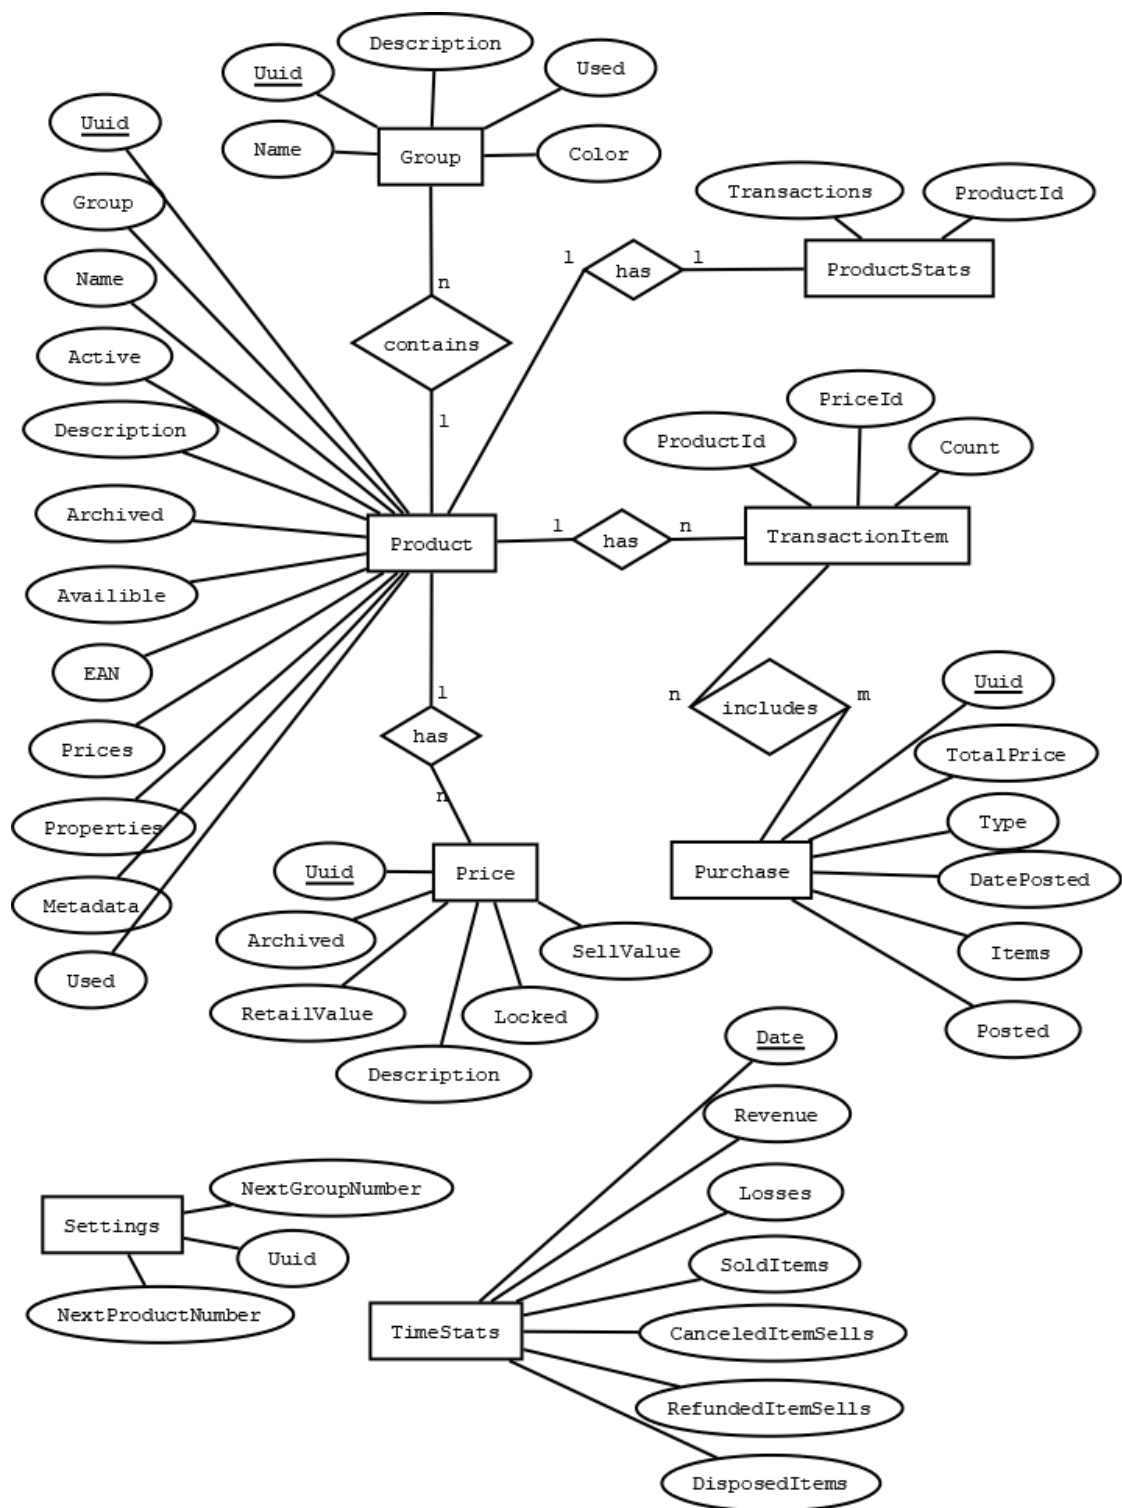 Description
Uuid
Used
Name
Group
Color
Uuid
Group
Name
Active
Description
Archived
Availible
EAN
Prices
Properties
Metadata
Used
n
contains
1
Transactions
ProductId
1
has
1
ProductStats
PriceId
ProductId
Count
Product
1
has
n
TransactionItem
1
has
n
n
includes
m
Uuid
TotalPrice
Type
Purchase
DatePosted
Items
Posted
Uuid
Price
Archived
SellValue
RetailValue
Locked
Description
Date
Revenue
Losses
SoldItems
TimeStats
CanceledItemSells
RefundedItemSells
DisposedItems
NextGroupNumber
Settings
Uuid
NextProductNumber